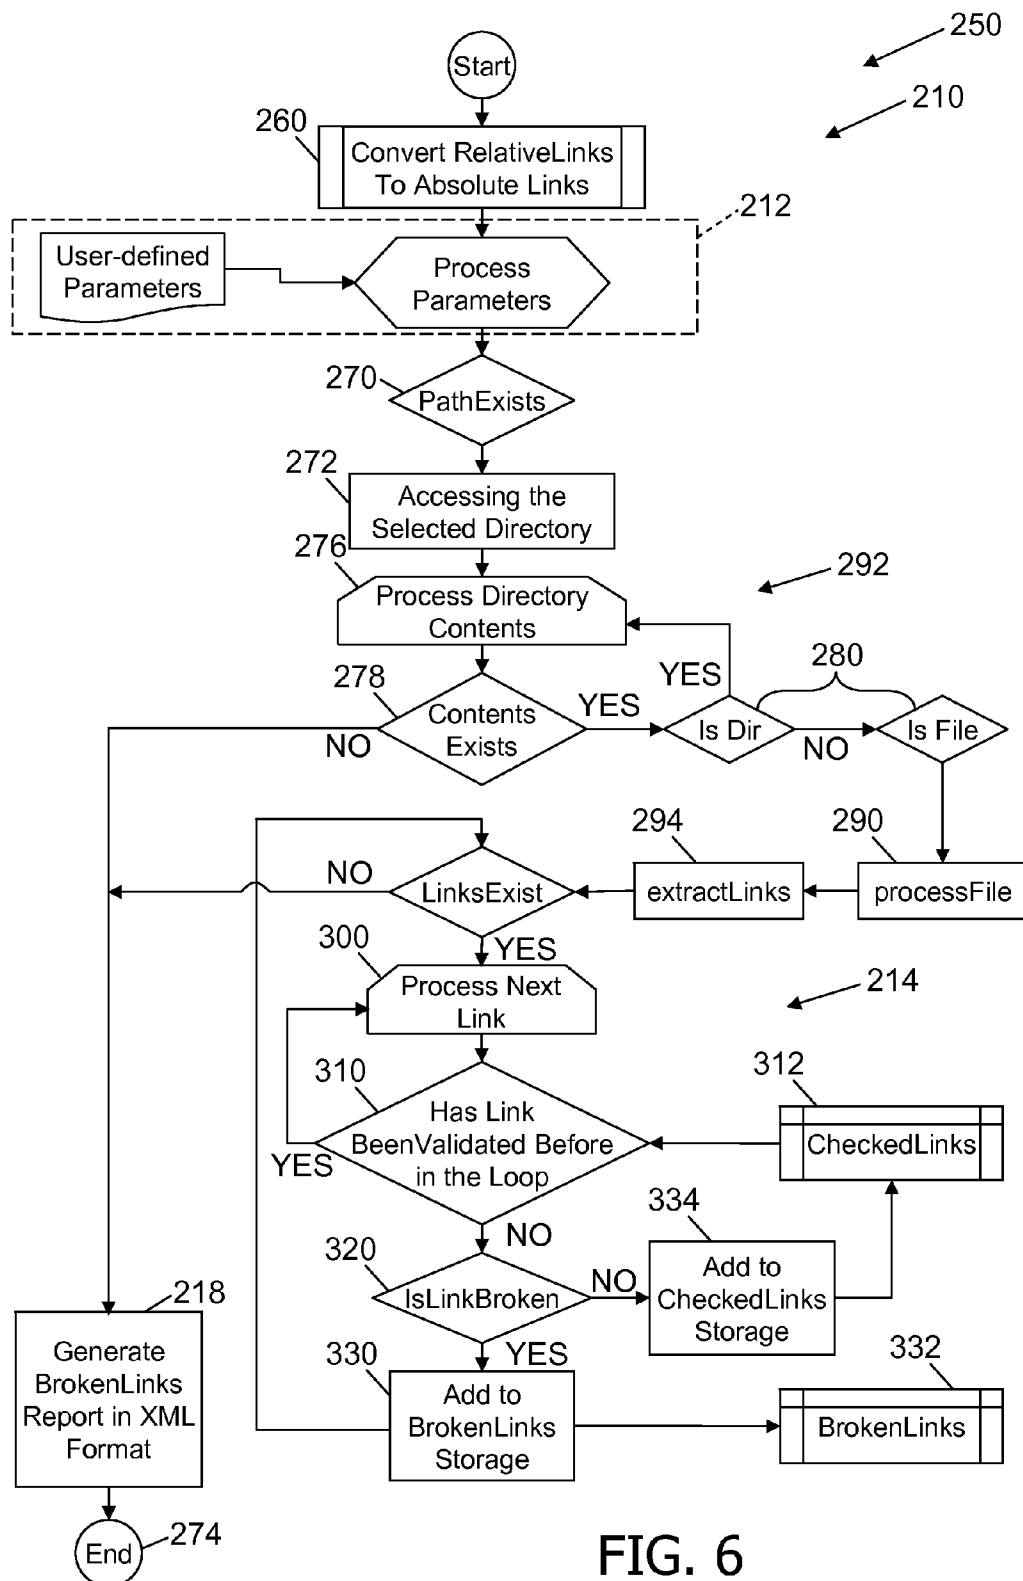 250
Start
210
260
Convert RelativeLinks
To Absolute Links
212
User-defined
Parameters
Process
Parameters
270
PathExists
272
Accessing the
Selected Directory
276
292
Process Directory
Contents
278
Contents
Exists
YES
NO
YES
280
Is Dir
NO
Is File
294
290
NO
LinksExist
extractLinks
processFile
YES
300
Process Next
Link
214
310
312
Has Link
BeenValidated Before
in the Loop
YES
CheckedLinks
NO
334
320
IsLinkBroken
NO
Add to
CheckedLinks
Storage
218
Generate
BrokenLinks
Report in XML
Format
YES
330
332
Add to
BrokenLinks
Storage
BrokenLinks
End
274
FIG. 6